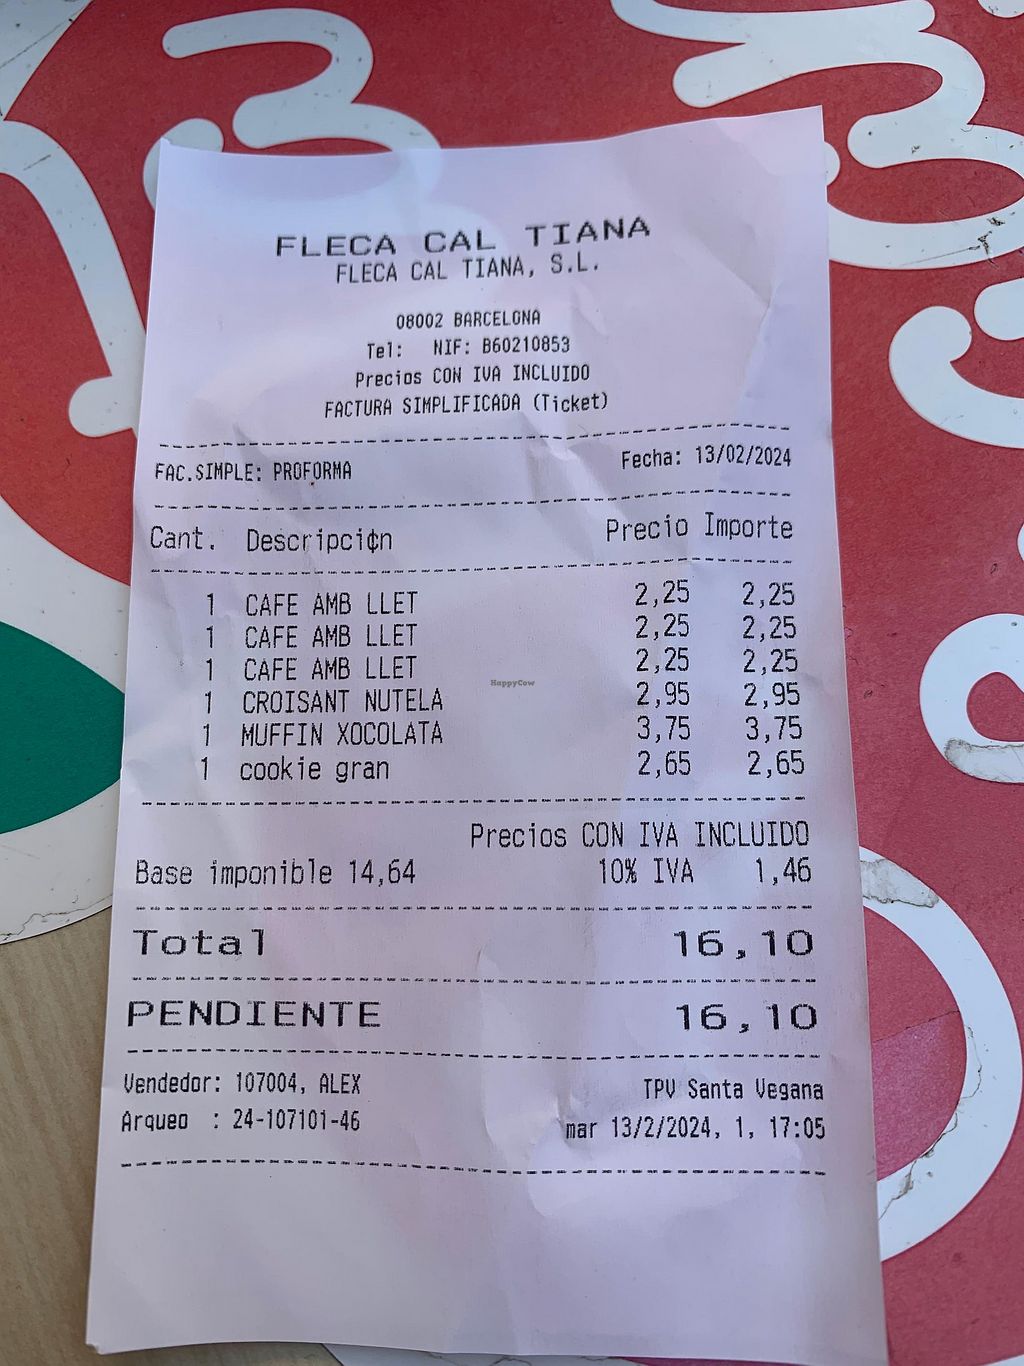 FLECA CAL TIANA
FLECA CAL TIANA, S.L.
08002 BARCELONA
Tel: NIF: B60210853
Precios CON IVA INCLUIDO
FACTURA SIMPLIFICADA (Ticket)
FAC.SIMPLE: PROFORMA Fecha: 13/02/2024
Cant. Descripci¢n Precio Importe
1 CAFE AMB LLET 2,25 2,25
1 CAFE AMB LLET 2,25 2,25
1 CAFE AMB LLET 2,25 2,25
1 CROISANT NUTELA 2,95 2,95
1 MUFFIN XOCOLATA 3,75 3,75
1 cookie gran 2,65 2,65
Precios CON IVA INCLUIDO
Base imponible 14,64 10% IVA 1,46
Total 16,10
PENDIENTE 16,10
Vendedor: 107004, ALEX TPV Santa Vegana
Arqueo : 24-107101-46 mar 13/2/2024, 1, 17:05
HappyCow